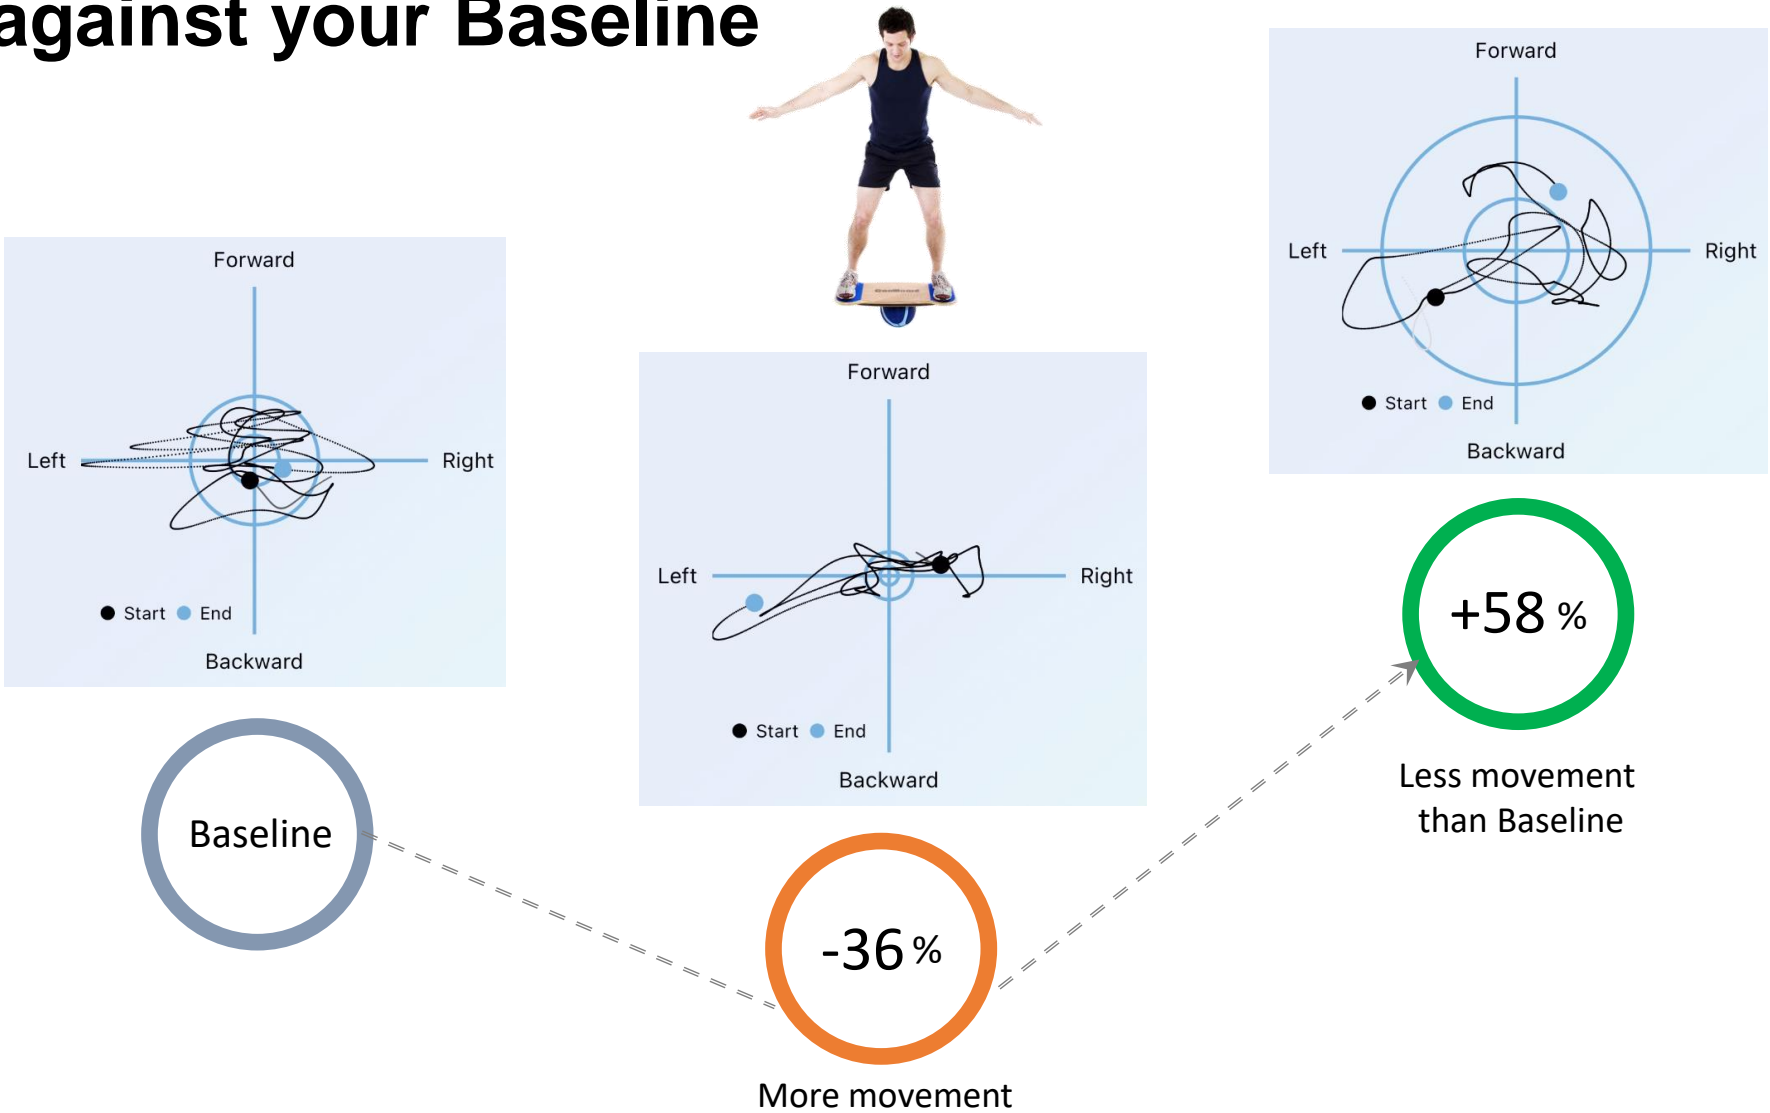 against your Baseline
Forward
Left
Right
Start
End
Backward
Baseline
Forward
Left
Right
Start
End
Backward
-36 %
More movement
Forward
Left
Right
Start
End
Backward
+58 %
Less movement
than Baseline